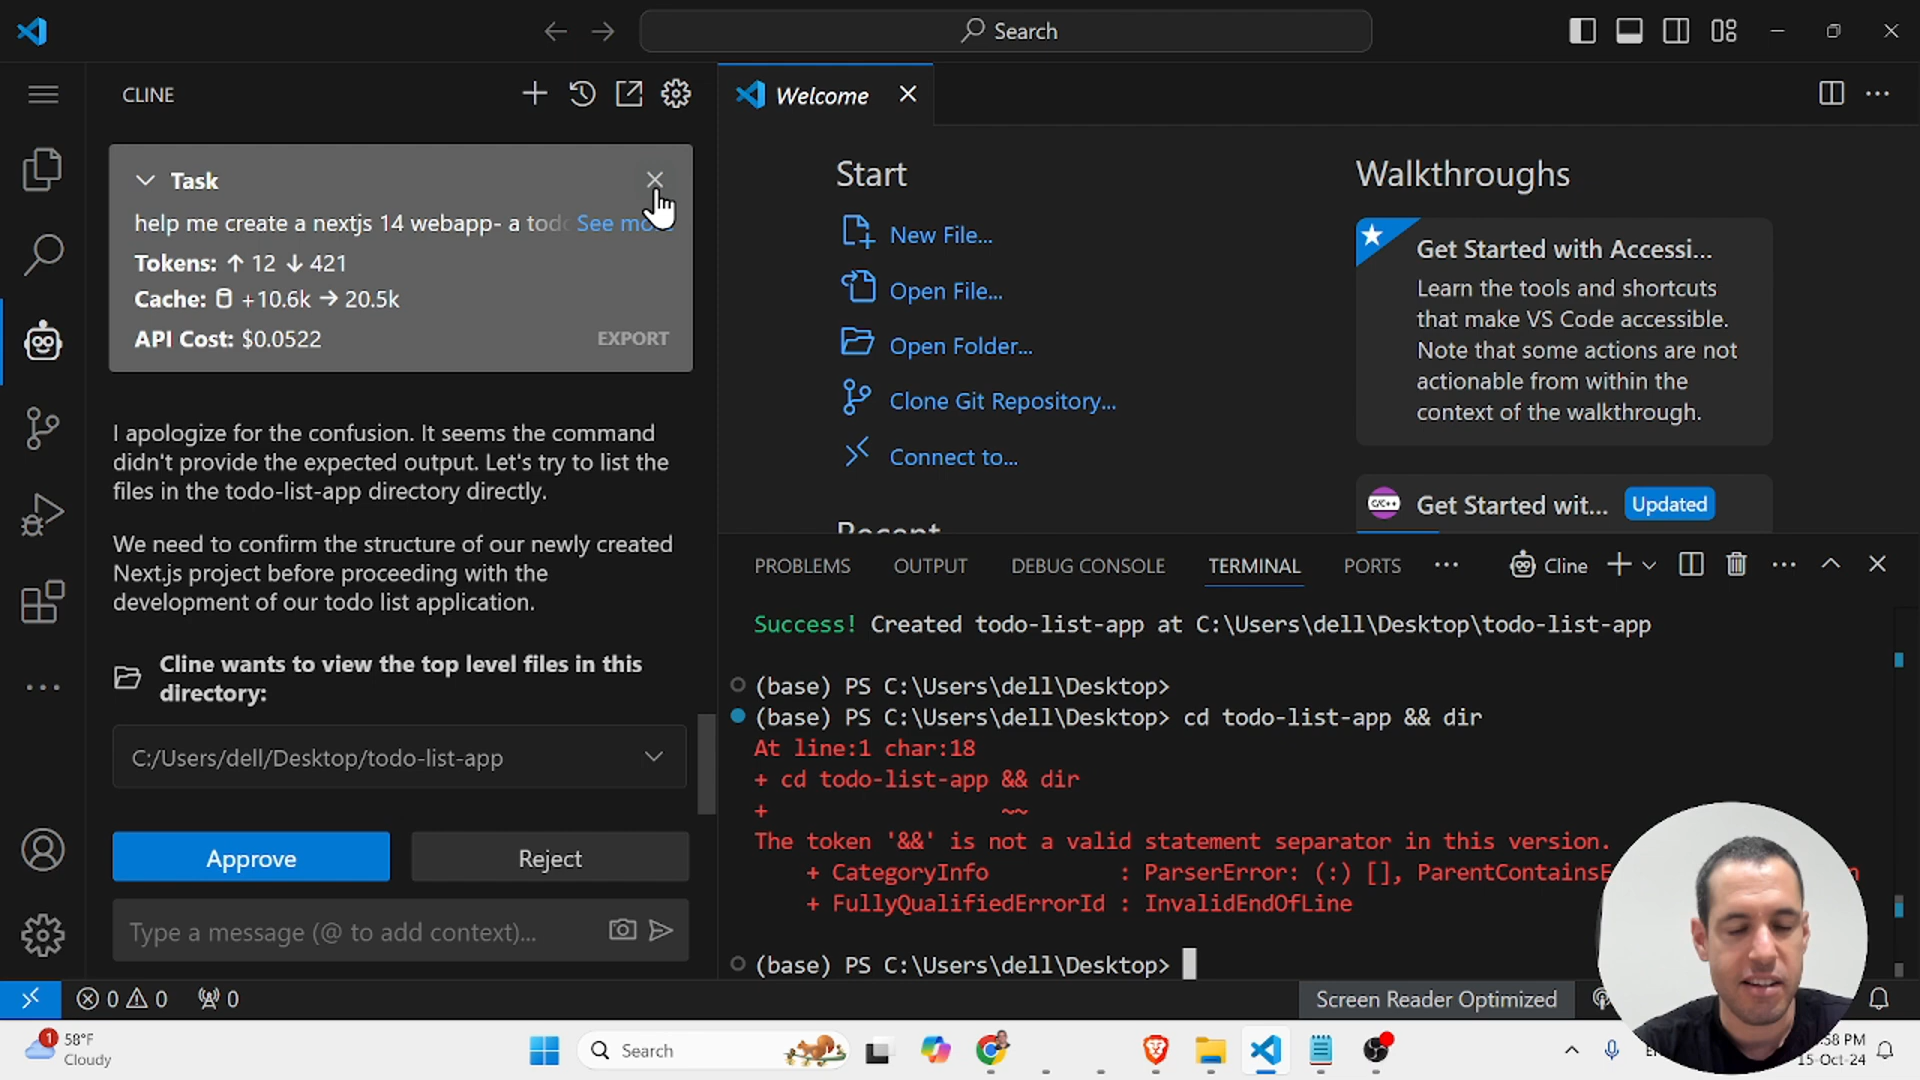 Search
CLINE
Task
help me create a nextjs 14 webapp- a todo See more
Tokens: ↑ 12 ↓ 421
Cache: +10.6k → 20.5k
API Cost: $0.0522
EXPORT
I apologize for the confusion. It seems the command
didn't provide the expected output. Let's try to list the
files in the todo-list-app directory directly.
We need to confirm the structure of our newly created
Next.js project before proceeding with the
development of our todo list application.
Cline wants to view the top level files in this
directory:
C:/Users/dell/Desktop/todo-list-app
Approve
Reject
Type a message (@ to add context)...
Welcome
Start
New File...
Open File...
Open Folder...
Clone Git Repository...
Connect to...
Recent
Walkthroughs
Get Started with Accessi...
Learn the tools and shortcuts
that make VS Code accessible.
Note that some actions are not
actionable from within the
context of the walkthrough.
C/C++
Get Started wit... Updated
PROBLEMS OUTPUT DEBUG CONSOLE TERMINAL PORTS ... Cline
Success! Created todo-list-app at C:\Users\dell\Desktop\todo-list-app
(base) PS C:\Users\dell\Desktop>
(base) PS C:\Users\dell\Desktop> cd todo-list-app && dir
At line:1 char:18
+ cd todo-list-app && dir
+ ~~
The token '&&' is not a valid statement separator in this version.
+ CategoryInfo : ParserError: (:) [],
+ FullyQualifiedErrorId : InvalidEndOfLine
(base) PS C:\Users\dell\Desktop>
0 0 0
Screen Reader Optimized
1
58°F
Cloudy
Search
:58 PM
15-Oct-24